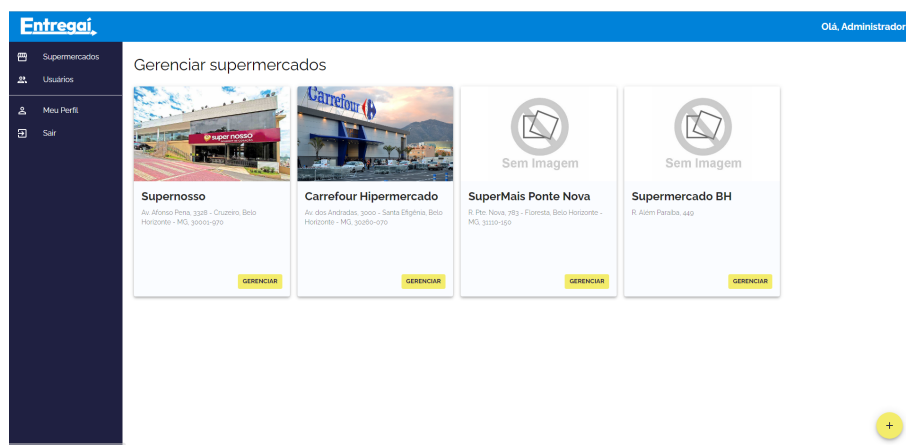 Entregaí
Olá, Administrador
Supermercados
Usuários
Meu Perfil
Sair
Gerenciar supermercados
super nosso
Supernosso
Av. Afonso Pena, 3328 - Cruzeiro, Belo
Horizonte - MG, 30001-970
GERENCIAR
Carrefour
Carrefour Hipermercado
Av. dos Andradas, 3000 - Santa Efigênia, Belo
Horizonte - MG, 30260-070
GERENCIAR
Sem Imagem
SuperMais Ponte Nova
R. Pte. Nova, 783 - Floresta, Belo Horizonte -
MG, 31110-150
GERENCIAR
Sem Imagem
Supermercado BH
R. Além Paraíba, 449
GERENCIAR
+